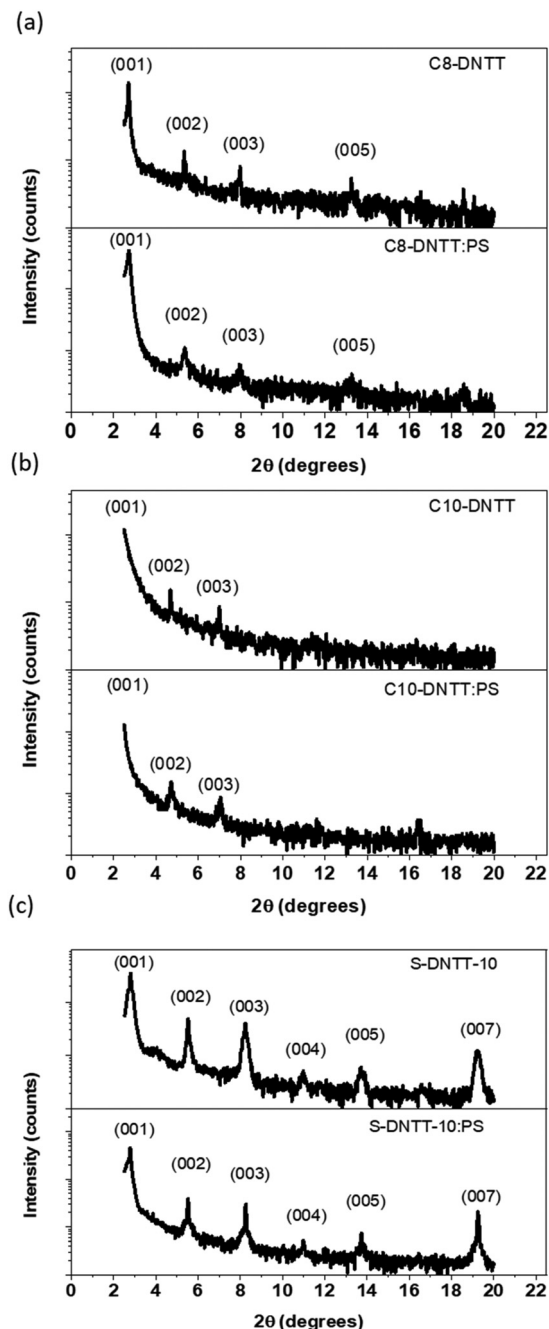 (a)
C8-DNTT
(001)
(002)
(003)
(005)
C8-DNTT:PS
(001)
(002)
(003)
(005)
Intensity (counts)
0 2 4 6 8 10 12 14 16 18 20 22
2θ (degrees)
(b)
C10-DNTT
(001)
(002)
(003)
C10-DNTT:PS
(001)
(002)
(003)
Intensity (counts)
0 2 4 6 8 10 12 14 16 18 20 22
2θ (degrees)
(c)
S-DNTT-10
(001)
(002)
(003)
(004)
(005)
(007)
S-DNTT-10:PS
(001)
(002)
(003)
(004)
(005)
(007)
Intensity (counts)
0 2 4 6 8 10 12 14 16 18 20 22
2θ (degrees)